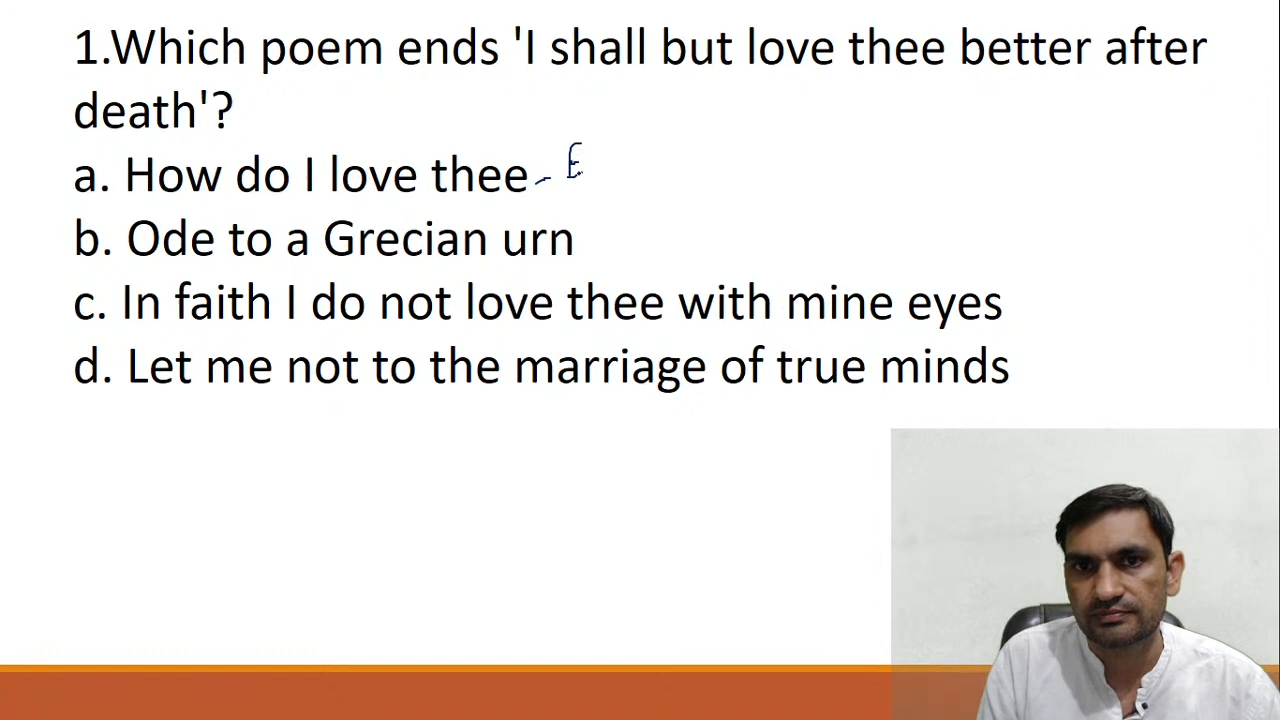 1.Which poem ends 'I shall but love thee better after
death'?
a. How do I love thee - E.
b. Ode to a Grecian urn
c. In faith I do not love thee with mine eyes
d. Let me not to the marriage of true minds